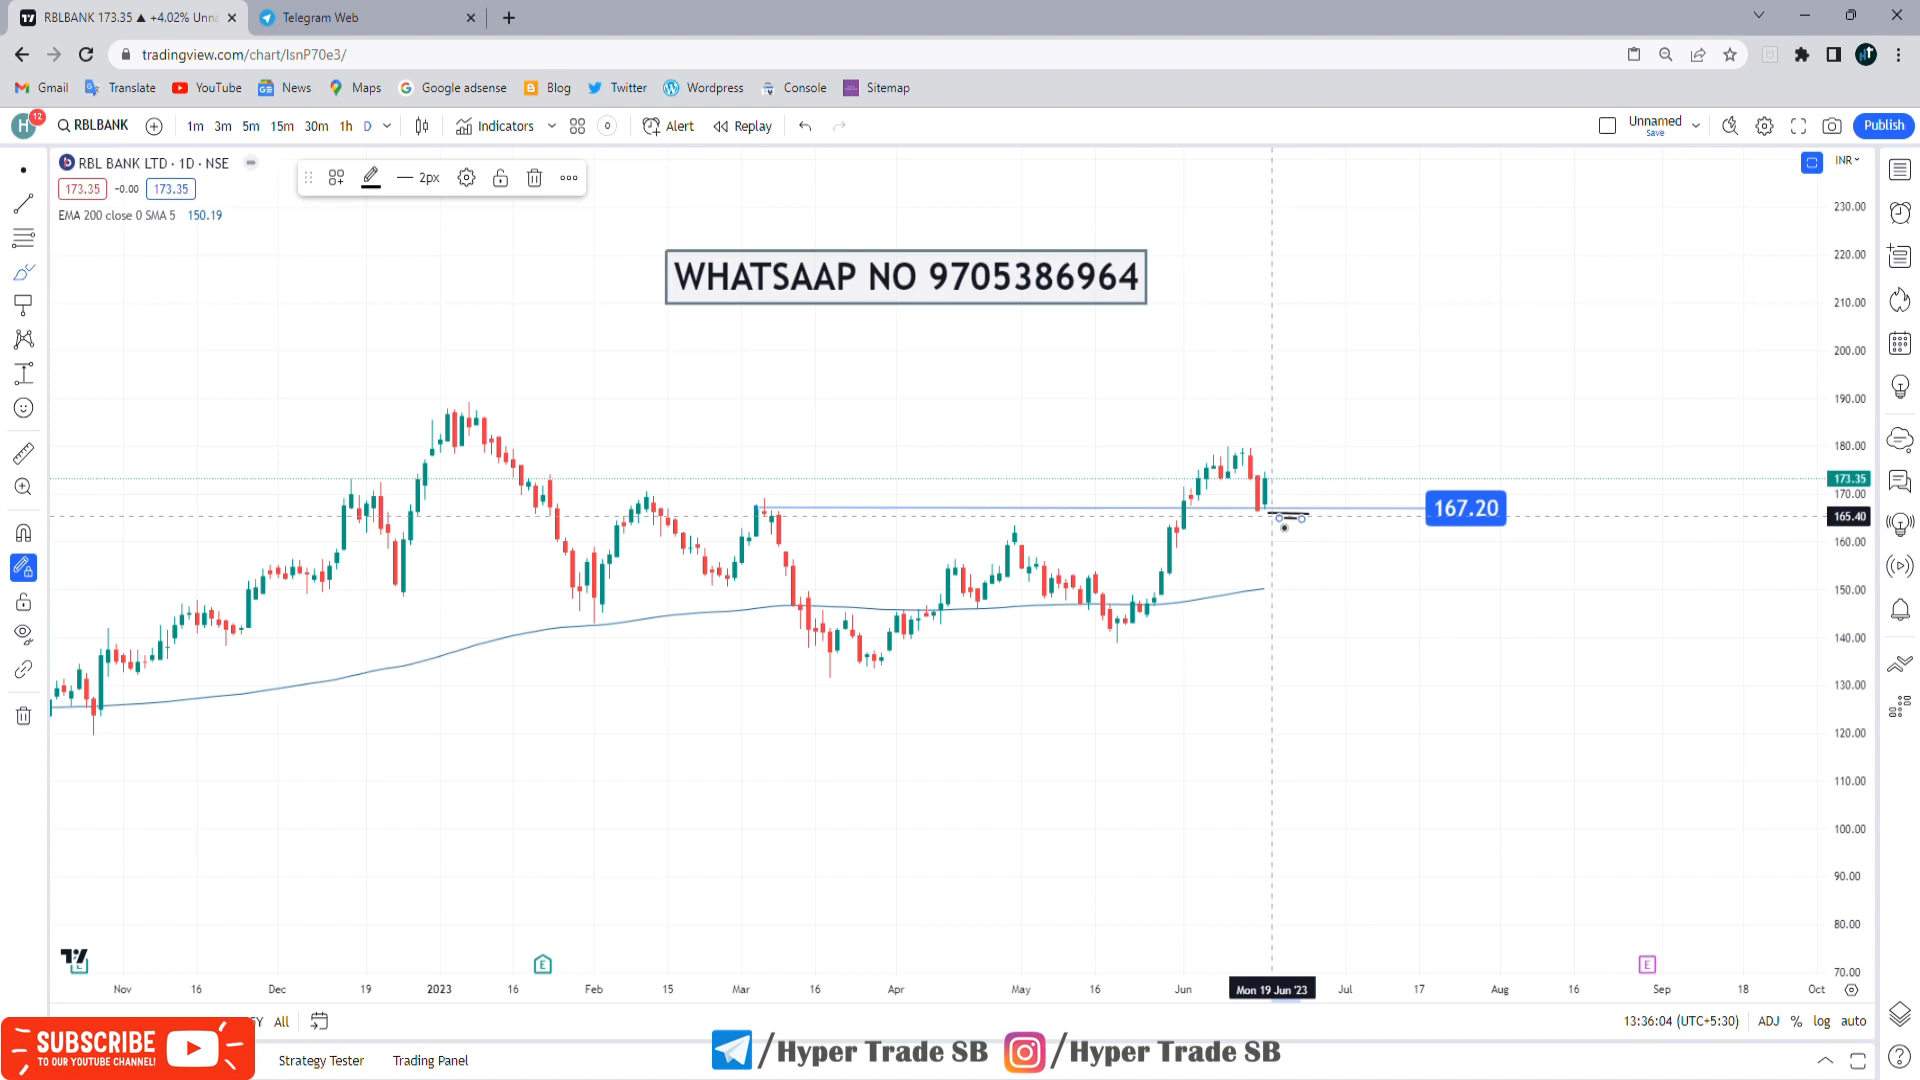 RBLBANK 173.35 ▲ +4.02% Unna
Telegram Web
tradingview.com/chart/lsnP70e3/
Gmail Translate YouTube News Maps Google adsense Blog Twitter Wordpress Console Sitemap
H 12 RBLBANK 1m 3m 5m 15m 30m 1h D Indicators Alert Replay Unnamed Save Publish
RBL BANK LTD · 1D · NSE
173.35 -0.00 173.35
EMA 200 close 0 SMA 5 150.19
2px
INR
WHATSAAP NO 9705386964
230.00
220.00
210.00
200.00
190.00
180.00
173.35
170.00
167.20
165.40
160.00
150.00
140.00
130.00
120.00
110.00
100.00
90.00
80.00
70.00
E
E
Nov 16 Dec 19 2023 16 Feb 15 Mar 16 Apr May 16 Jun Mon 19 Jun '23 Jul 17 Aug 16 Sep 18 Oct
All
13:36:04 (UTC+5:30) ADJ % log auto
SUBSCRIBE
TO OUR YOUTUBE CHANNEL!
Strategy Tester Trading Panel
/Hyper Trade SB /Hyper Trade SB